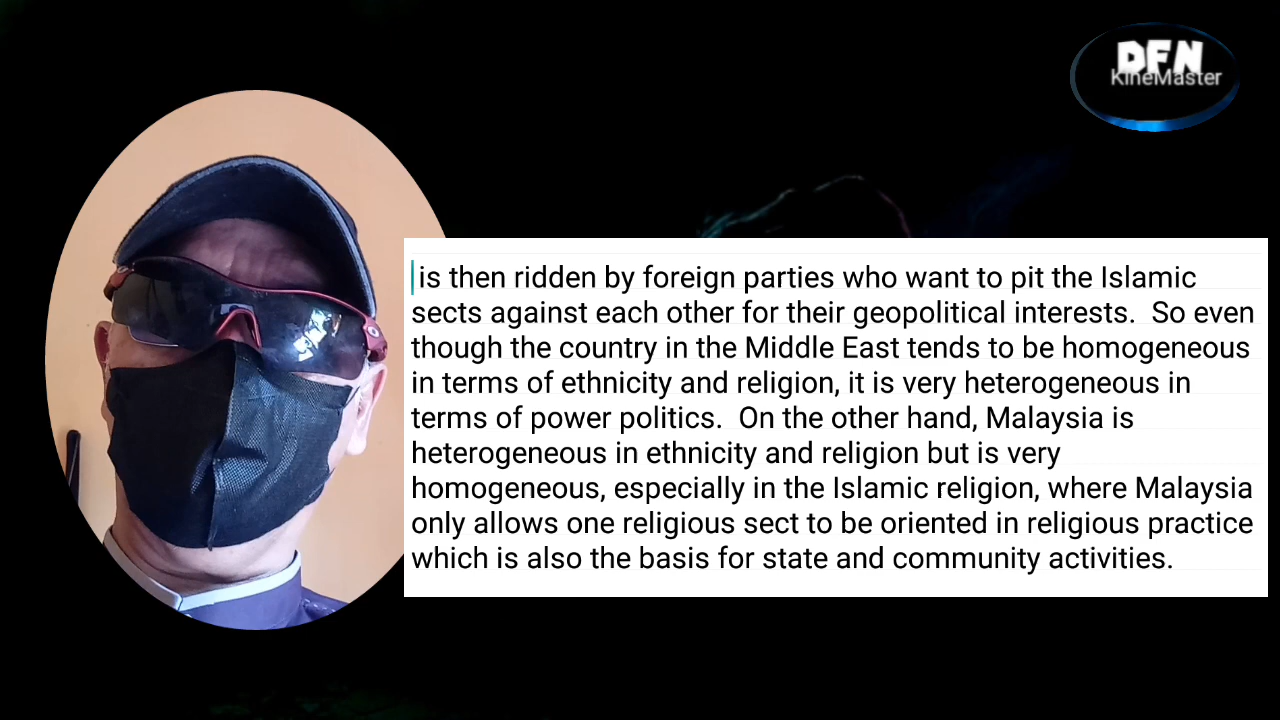 DFN
KineMaster
is then ridden by foreign parties who want to pit the Islamic
sects against each other for their geopolitical interests.  So even
though the country in the Middle East tends to be homogeneous
in terms of ethnicity and religion, it is very heterogeneous in
terms of power politics.  On the other hand, Malaysia is
heterogeneous in ethnicity and religion but is very
homogeneous, especially in the Islamic religion, where Malaysia
only allows one religious sect to be oriented in religious practice
which is also the basis for state and community activities.